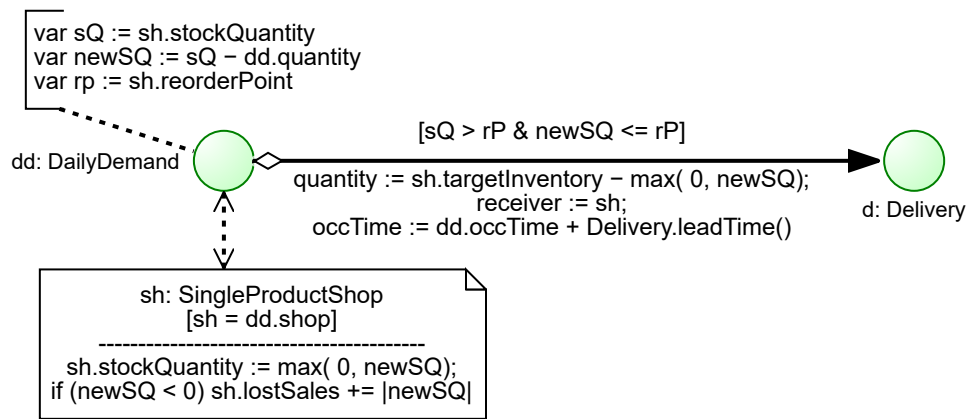 var sQ := sh.stockQuantity
var newSQ := sQ − dd.quantity
var rp := sh.reorderPoint
[sQ > rP & newSQ <= rP]
dd: DailyDemand
quantity := sh.targetInventory − max( 0, newSQ);
receiver := sh;
occTime := dd.occTime + Delivery.leadTime()
d: Delivery
sh: SingleProductShop
[sh = dd.shop]
-----------------------------------------
sh.stockQuantity := max( 0, newSQ);
if (newSQ < 0) sh.lostSales += |newSQ|